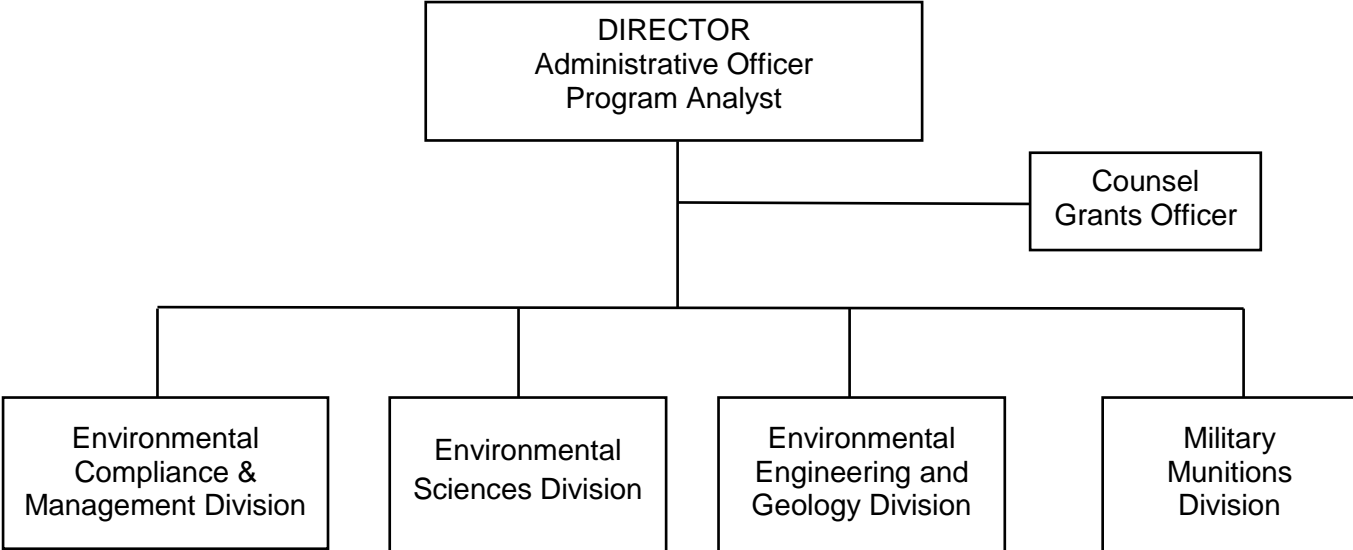 DIRECTOR
Administrative Officer
Program Analyst
Counsel
Grants Officer
Environmental
Compliance &
Management Division
Environmental
Sciences Division
Environmental
Engineering and
Geology Division
Military
Munitions
Division